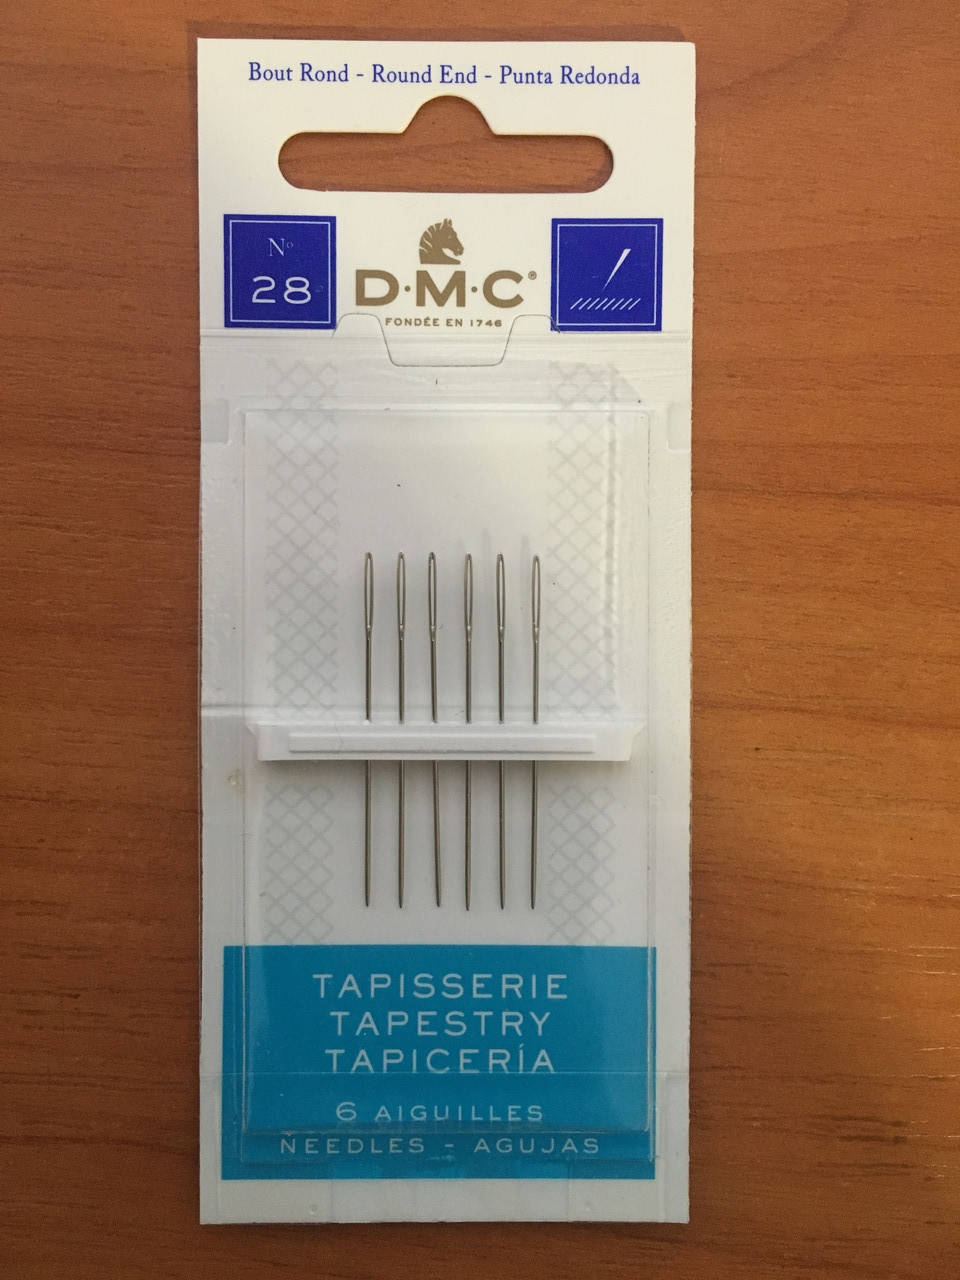 Bout Rond - Round End - Punta Redonda
Nº
28
D·M·C®
FONDÉE EN 1746
TAPISSERIE
TAPESTRY
TAPICERÍA
6 AIGUILLES
NEEDLES - AGUJAS